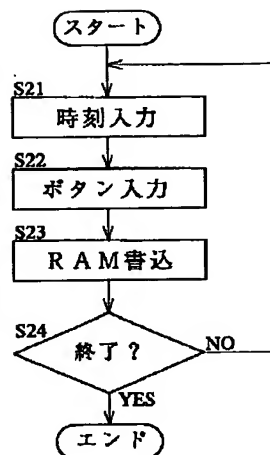 スタート
S21
時刻入力
S22
ボタン入力
S23
RAM書込
S24
終了？
NO
YES
エンド